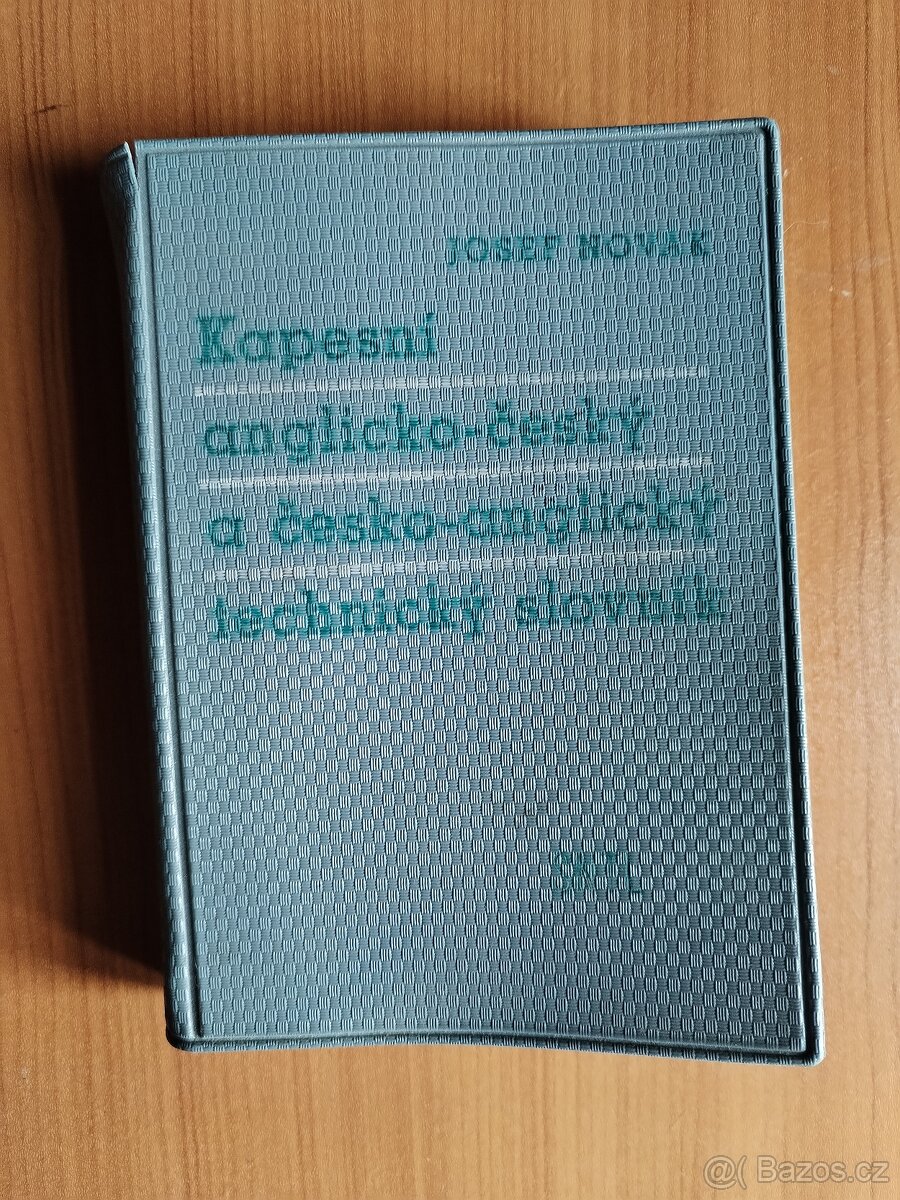 JOSEF NOVÁK
Kapesní
anglicko-český
a česko-anglický
technický slovník
SNTL
@( Bazos.cz